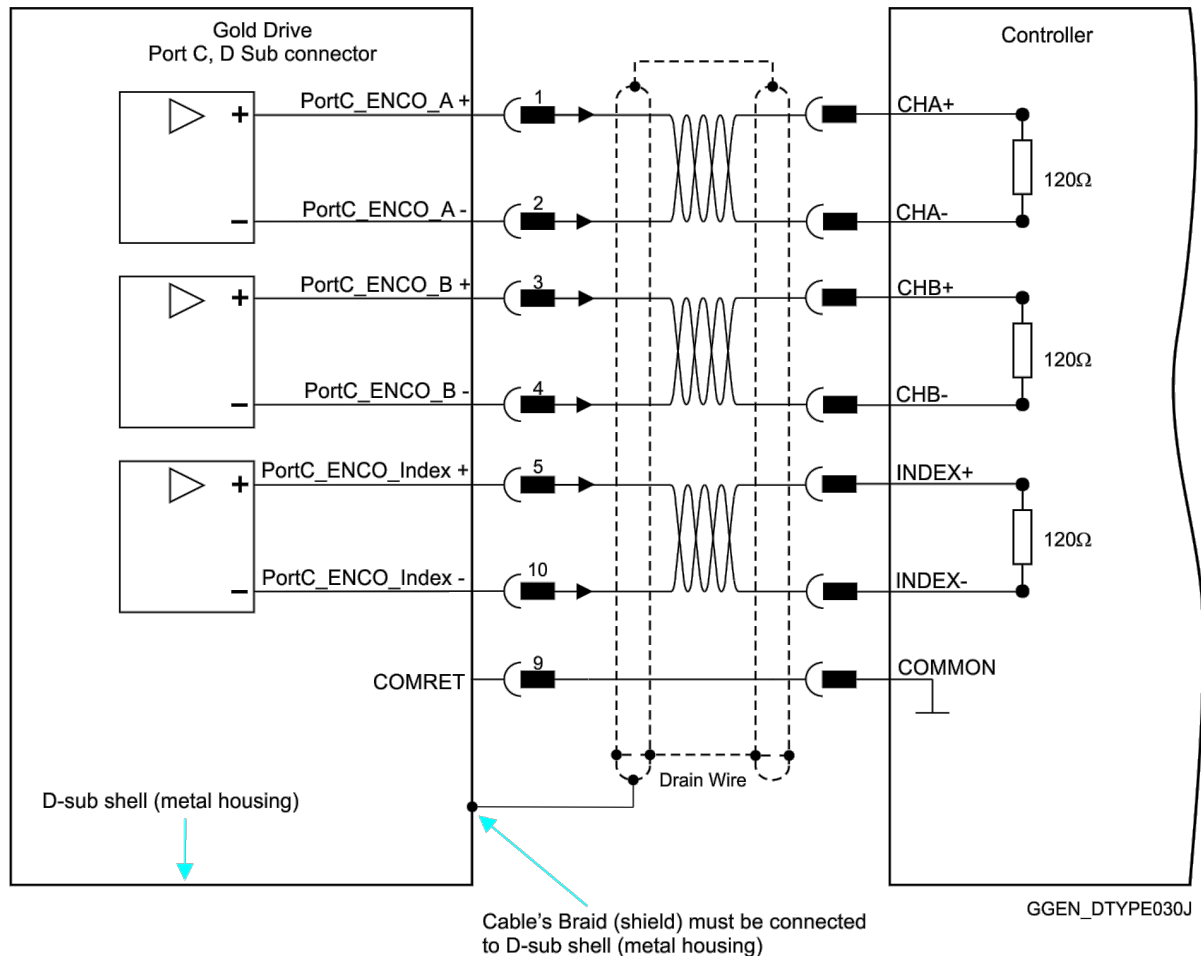 Gold Drive
Port C, D Sub connector
Controller
PortC_ENCO_A +
1
CHA+
+
120Ω
PortC_ENCO_A -
2
CHA-
−
PortC_ENCO_B +
3
CHB+
+
120Ω
PortC_ENCO_B -
4
CHB-
−
PortC_ENCO_Index +
5
INDEX+
+
120Ω
PortC_ENCO_Index -
10
INDEX-
−
COMRET
9
COMMON
Drain Wire
D-sub shell (metal housing)
Cable's Braid (shield) must be connected
to D-sub shell (metal housing)
GGEN_DTYPE030J